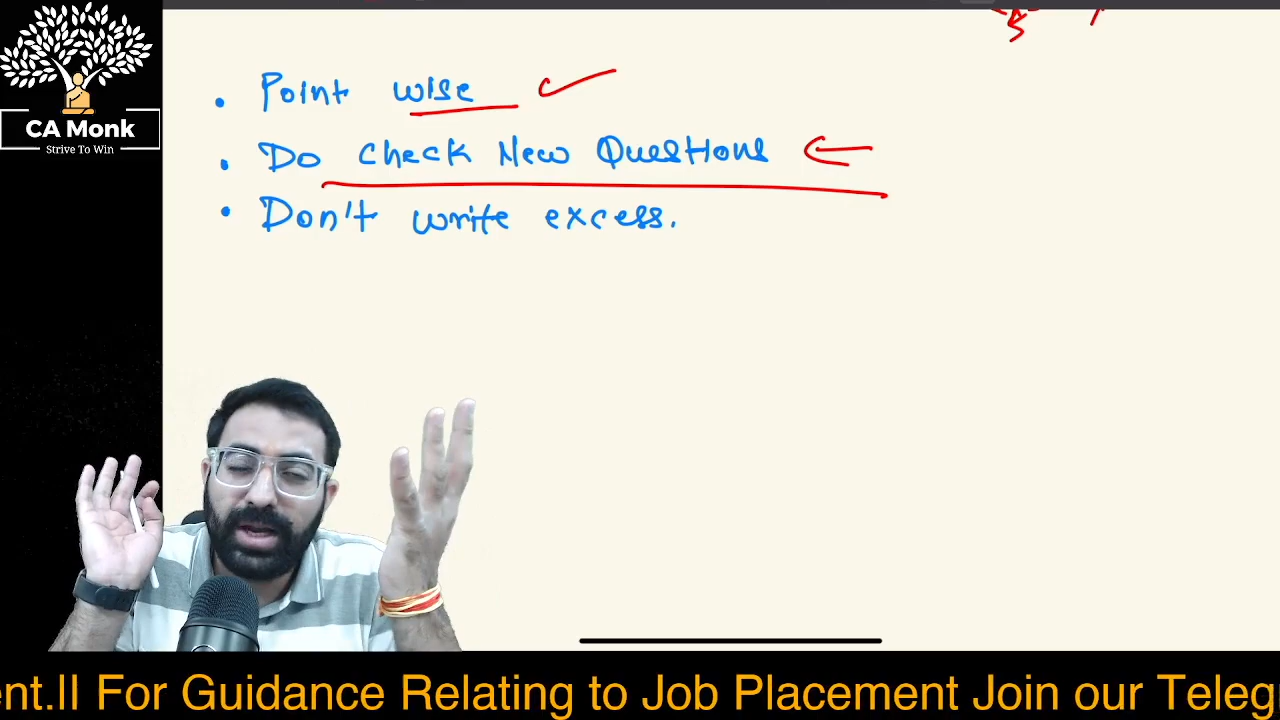 CA Monk
Strive To Win
• Point wise
• Do check New Questions
• Don't write excess.
ent.II For Guidance Relating to Job Placement Join our Teleg